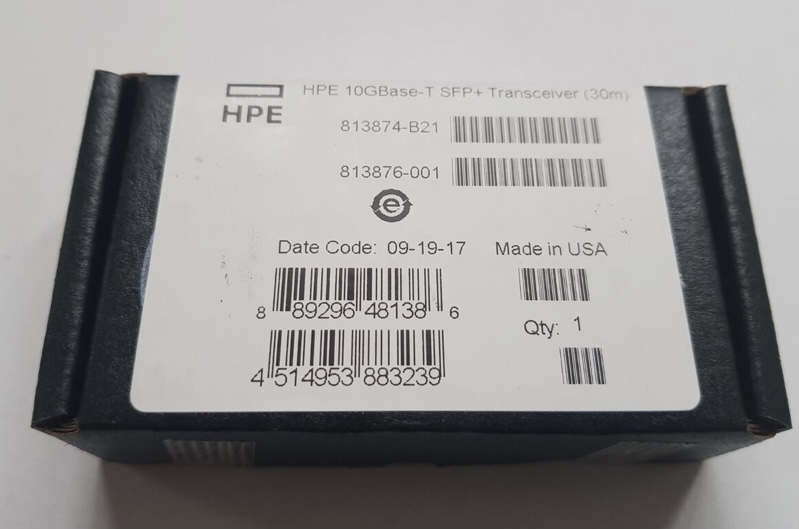 HPE
HPE 10GBase-T SFP+ Transceiver (30m)
813874-B21
813876-001
e
Date Code: 09-19-17 Made in USA
8 89296 48138 6
Qty: 1
4 514953 883239